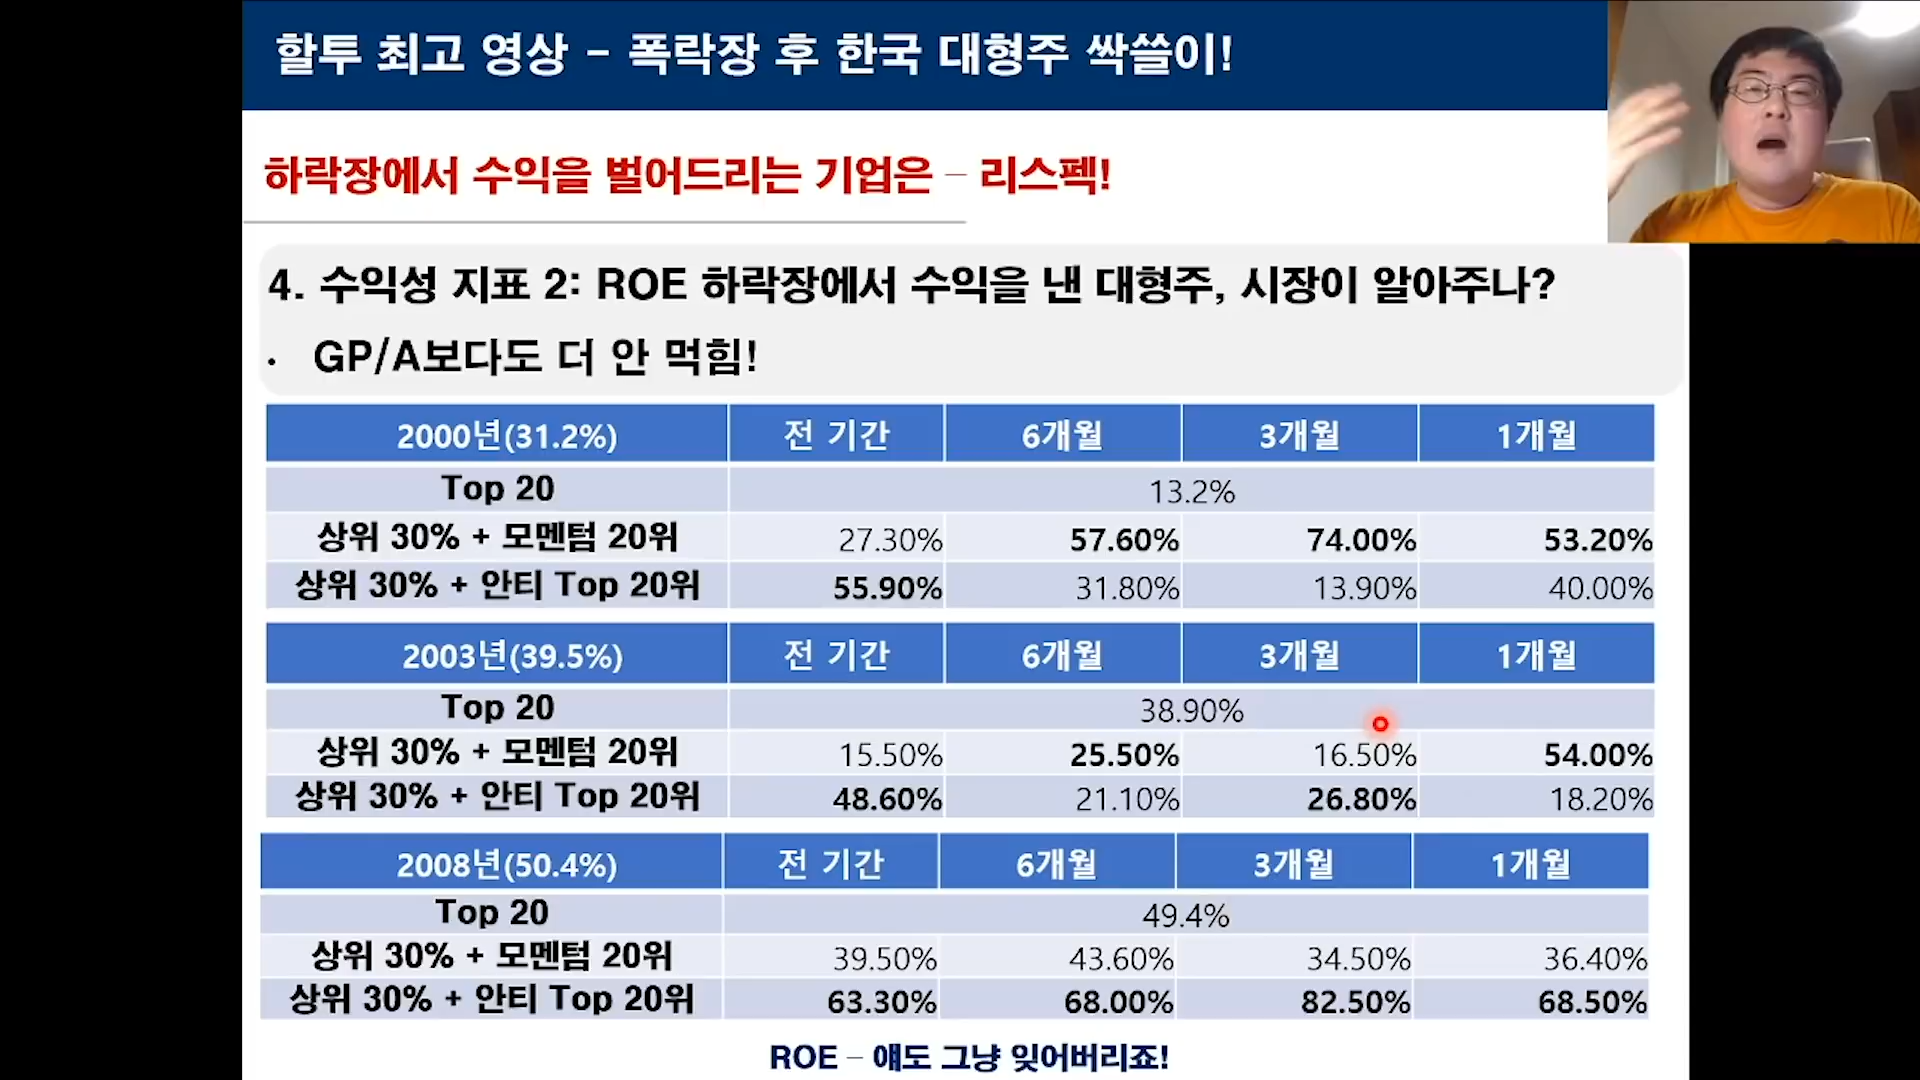 할투 최고 영상 – 폭락장 후 한국 대형주 싹쓸이!
하락장에서 수익을 벌어드리는 기업은 – 리스펙!
4. 수익성 지표 2: ROE 하락장에서 수익을 낸 대형주, 시장이 알아주나?
• GP/A보다도 더 안 먹힘!
2000년(31.2%) 전 기간 6개월 3개월 1개월
Top 20 13.2%
상위 30% + 모멘텀 20위 27.30% 57.60% 74.00% 53.20%
상위 30% + 안티 Top 20위 55.90% 31.80% 13.90% 40.00%
2003년(39.5%) 전 기간 6개월 3개월 1개월
Top 20 38.90%
상위 30% + 모멘텀 20위 15.50% 25.50% 16.50% 54.00%
상위 30% + 안티 Top 20위 48.60% 21.10% 26.80% 18.20%
2008년(50.4%) 전 기간 6개월 3개월 1개월
Top 20 49.4%
상위 30% + 모멘텀 20위 39.50% 43.60% 34.50% 36.40%
상위 30% + 안티 Top 20위 63.30% 68.00% 82.50% 68.50%
ROE – 얘도 그냥 잊어버리죠!